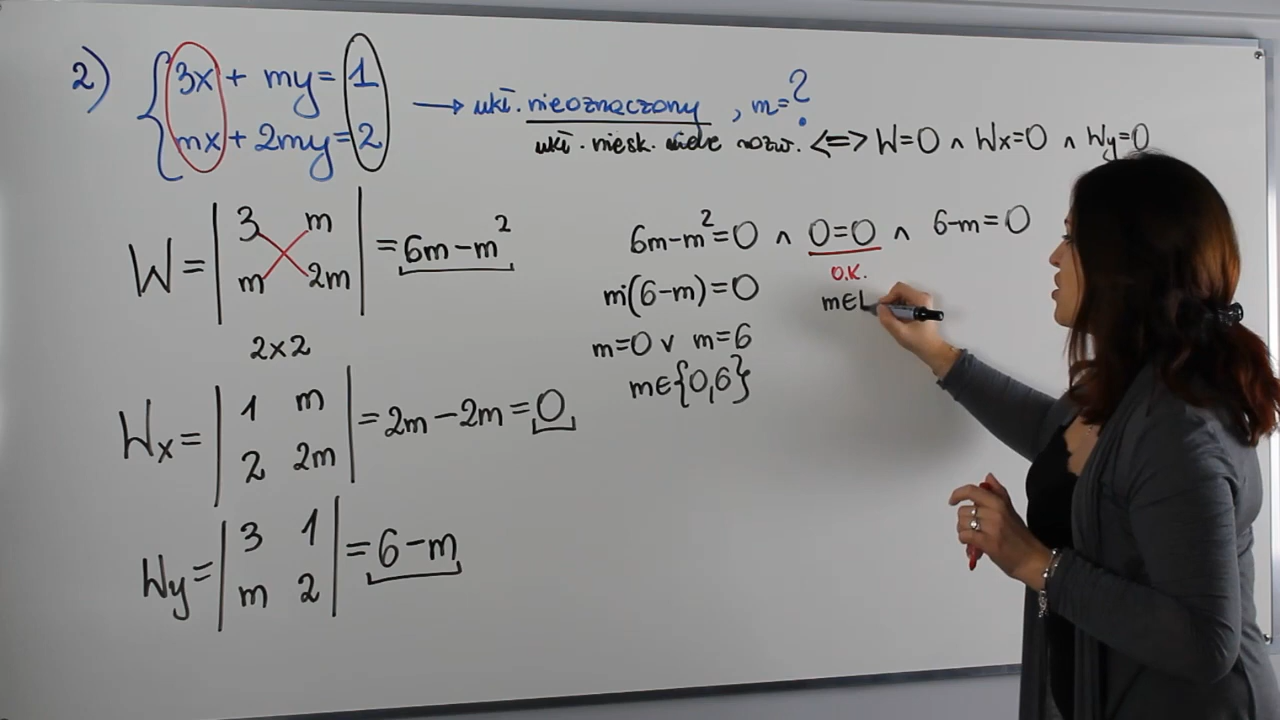 2) { 3x + my = 1
mx + 2my = 2
→ ukł. nieoznaczony, m=?
ukł. niesk. wiele rozw. <=> W=0 ∧ Wx=0 ∧ Wy=0
W = | 3 m |
| m 2m | = 6m-m²
2x2
Wx = | 1 m |
| 2 2m | = 2m-2m = 0
Wy = | 3 1 |
| m 2 | = 6-m
6m-m²=0 ∧ 0=0 ∧ 6-m=0
O.K.
m(6-m)=0
m∈
m=0 ∨ m=6
m∈{0,6}